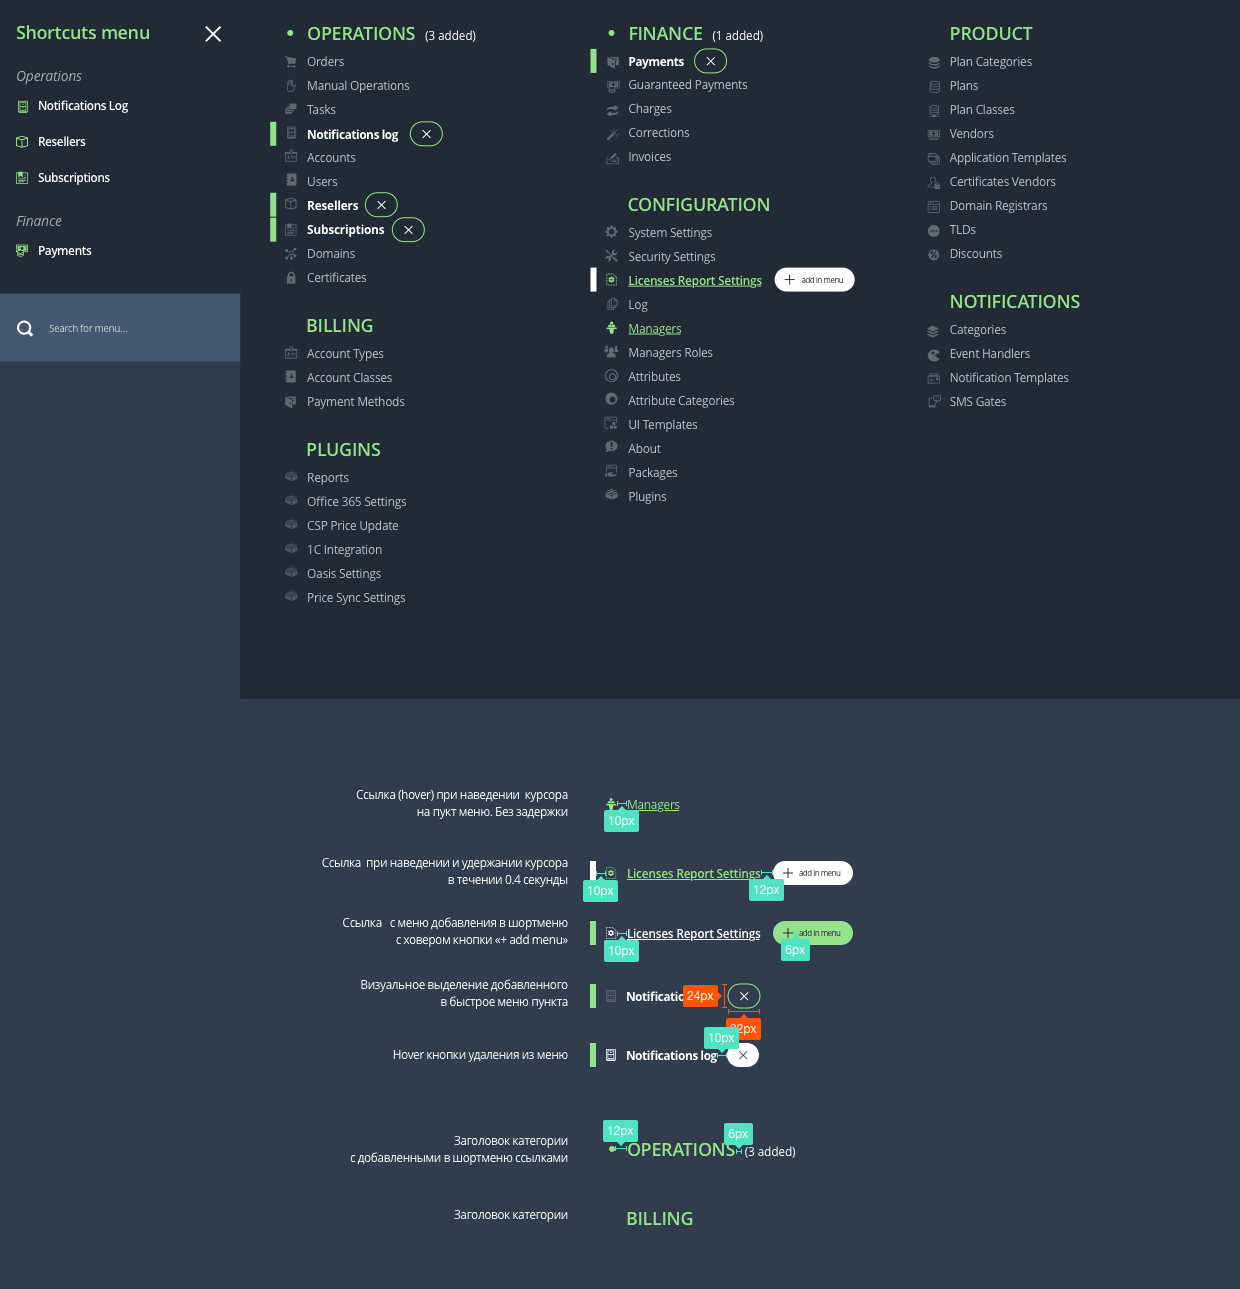 Shortcuts menu
Operations
Notifications Log
Resellers
Subscriptions
Finance
Payments
Search for menu...
OPERATIONS (3 added)
Orders
Manual Operations
Tasks
Notifications log
Accounts
Users
Resellers
Subscriptions
Domains
Certificates
BILLING
Account Types
Account Classes
Payment Methods
PLUGINS
Reports
Office 365 Settings
CSP Price Update
1C Integration
Oasis Settings
Price Sync Settings
FINANCE (1 added)
Payments
Guaranteed Payments
Charges
Corrections
Invoices
CONFIGURATION
System Settings
Security Settings
Licenses Report Settings add in menu
Log
Managers
Managers Roles
Attributes
Attribute Categories
UI Templates
About
Packages
Plugins
PRODUCT
Plan Categories
Plans
Plan Classes
Vendors
Application Templates
Certificates Vendors
Domain Registrars
TLDs
Discounts
NOTIFICATIONS
Categories
Event Handlers
Notification Templates
SMS Gates
Ссылка (hover) при наведении курсора
на пукт меню. Без задержки
Managers
10px
Ссылка при наведении и удержании курсора
в течении 0.4 секунды
Licenses Report Settings add in menu
10px 12px
Ссылка с меню добавления в шортменю
с ховером кнопки «+ add menu»
Licenses Report Settings add in menu
10px 6px
Визуальное выделение добавленного
в быстрое меню пункта
Notificatic 24px
Hover кнопки удаления из меню
10px
Notifications log
Заголовок категории
с добавленными в шортменю ссылками
12px 6px
OPERATIONS (3 added)
Заголовок категории
BILLING